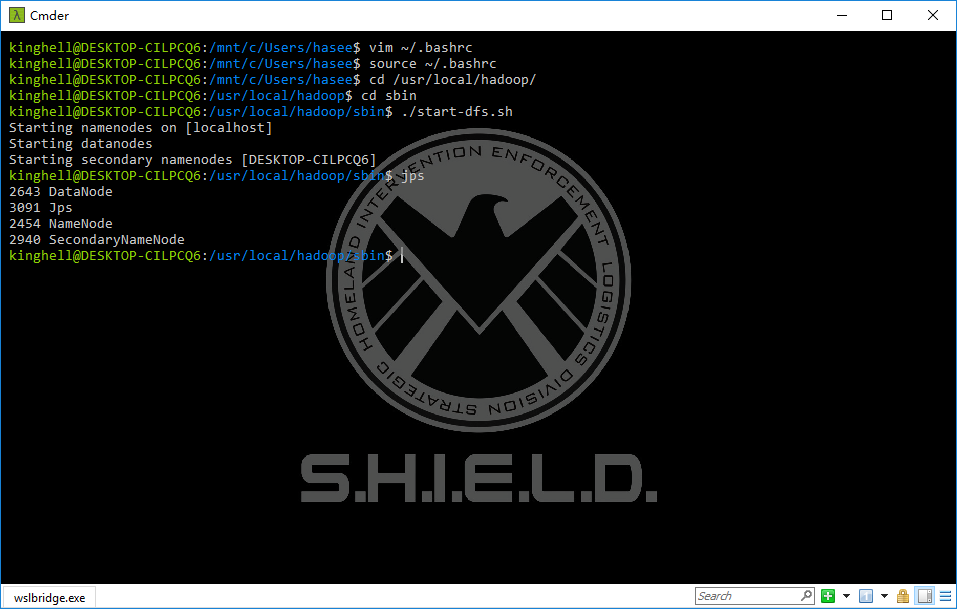 Cmder
kinghell@DESKTOP-CILPCQ6:/mnt/c/Users/hasee$ vim ~/.bashrc
kinghell@DESKTOP-CILPCQ6:/mnt/c/Users/hasee$ source ~/.bashrc
kinghell@DESKTOP-CILPCQ6:/mnt/c/Users/hasee$ cd /usr/local/hadoop/
kinghell@DESKTOP-CILPCQ6:/usr/local/hadoop$ cd sbin
kinghell@DESKTOP-CILPCQ6:/usr/local/hadoop/sbin$ ./start-dfs.sh
Starting namenodes on [localhost]
Starting datanodes
Starting secondary namenodes [DESKTOP-CILPCQ6]
kinghell@DESKTOP-CILPCQ6:/usr/local/hadoop/sbin$ jps
2643 DataNode
3091 Jps
2454 NameNode
2940 SecondaryNameNode
kinghell@DESKTOP-CILPCQ6:/usr/local/hadoop/sbin$
STRATEGIC HOMELAND INTERVENTION ENFORCEMENT LOGISTICS DIVISION
S.H.I.E.L.D.
wslbridge.exe
Search